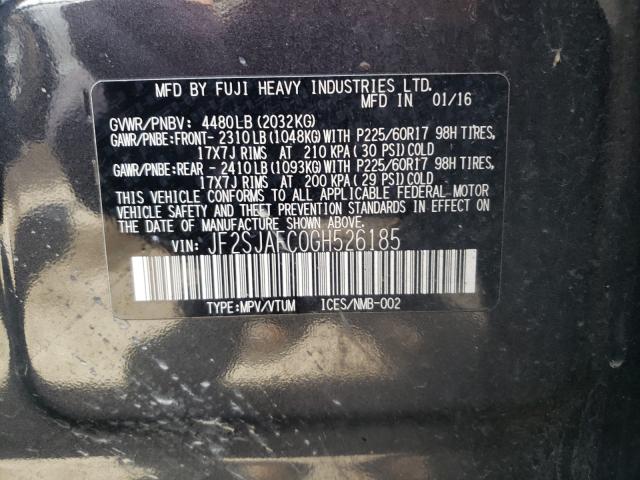 MFD BY FUJI HEAVY INDUSTRIES LTD.
MFD IN 01/16
GVWR/PNBV: 4480LB (2032KG)
GAWR/PNBE:FRONT- 2310LB (1048KG)WITH P225/60R17 98H TIRES,
17X7J RIMS AT 210 KPA ( 30 PSI)COLD
GAWR/PNBE:REAR - 2410LB (1093KG)WITH P225/60R17 98H TIRES,
17X7J RIMS AT 200 KPA ( 29 PSI)COLD
THIS VEHICLE CONFORMS TO ALL APPLICABLE FEDERAL MOTOR
VEHICLE SAFETY AND THEFT PREVENTION STANDARDS IN EFFECT ON
THE DATE OF MANUFACTURE SHOWN ABOVE.
VIN: JF2SJAFC0GH526185
TYPE:MPV/VTUM ICES/NMB-002